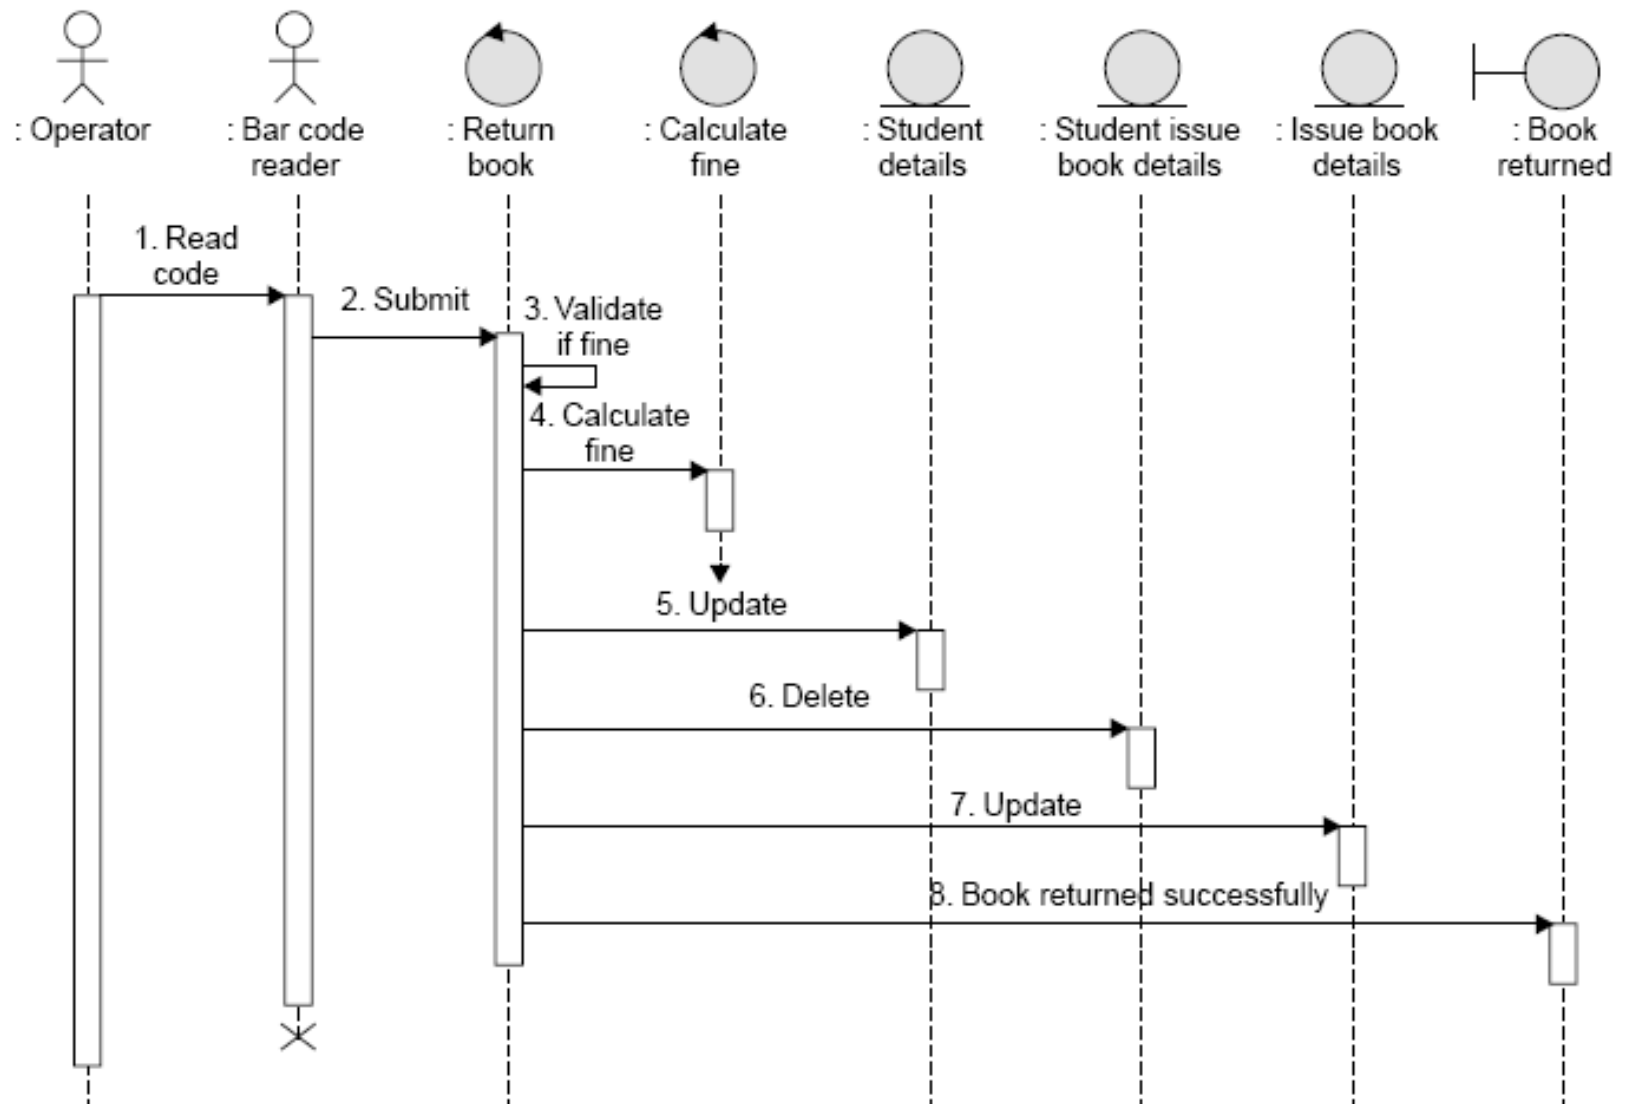 : Operator
: Bar code
reader
: Return
book
: Calculate
fine
: Student
details
: Student issue
book details
: Issue book
details
: Book
returned
1. Read
code
2. Submit
3. Validate
if fine
4. Calculate
fine
5. Update
6. Delete
7. Update
8. Book returned successfully